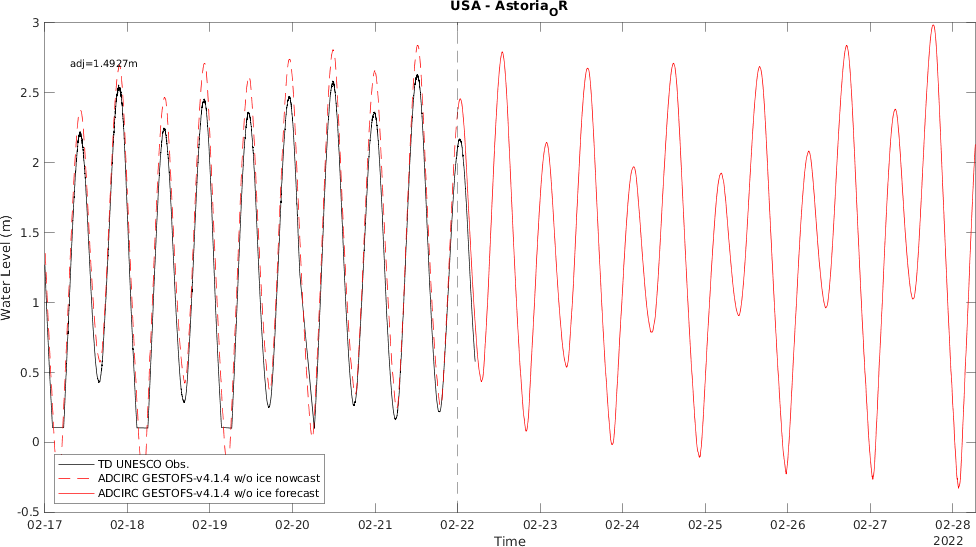 USA - Astoria_OR
adj=1.4927m
3
2.5
2
1.5
1
0.5
0
-0.5
Water Level (m)
TD UNESCO Obs.
ADCIRC GESTOFS-v4.1.4 w/o ice nowcast
ADCIRC GESTOFS-v4.1.4 w/o ice forecast
02-17 02-18 02-19 02-20 02-21 02-22 02-23 02-24 02-25 02-26 02-27 02-28
Time
2022